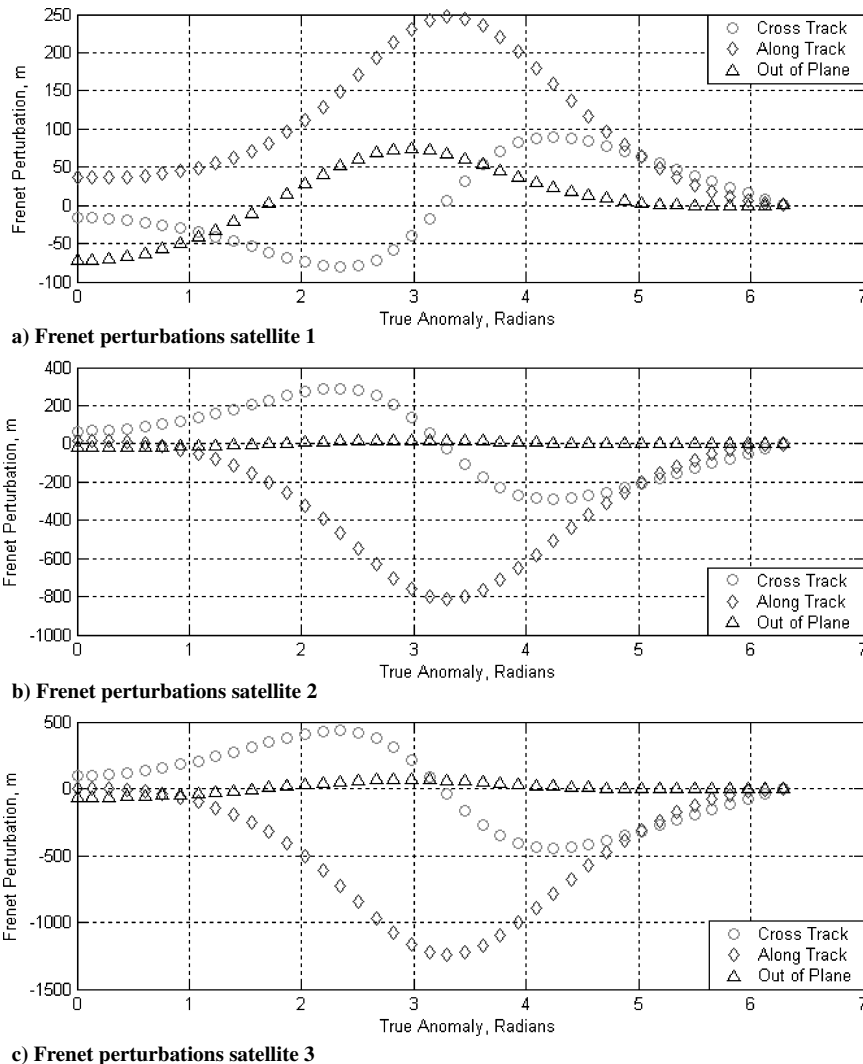 250
200
150
100
50
0
-50
-100
Frenet Perturbation, m
Cross Track
Along Track
Out of Plane
0 1 2 3 4 5 6 7
True Anomaly, Radians
a) Frenet perturbations satellite 1
400
200
0
-200
-400
-600
-800
-1000
Frenet Perturbation, m
Cross Track
Along Track
Out of Plane
0 1 2 3 4 5 6 7
True Anomaly, Radians
b) Frenet perturbations satellite 2
500
0
-500
-1000
-1500
Frenet Perturbation, m
Cross Track
Along Track
Out of Plane
0 1 2 3 4 5 6 7
True Anomaly, Radians
c) Frenet perturbations satellite 3